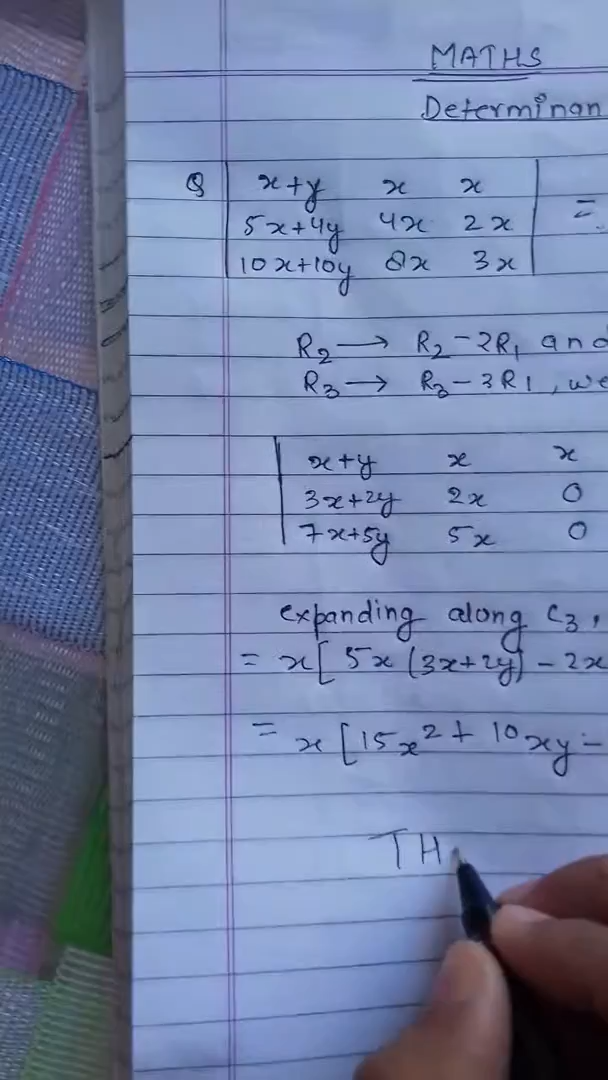 MATHS
Determinan
Q x+y x x
5x+4y 4x 2x =
10x+10y 8x 3x
R₂ → R₂-2R₁ and
R₃ → R₃-3R1, we
x+y x x
3x+2y 2x 0
7x+5y 5x 0
expanding along C₃,
= x[ 5x (3x+2y) - 2x
= x [15x² + 10xy -
TH